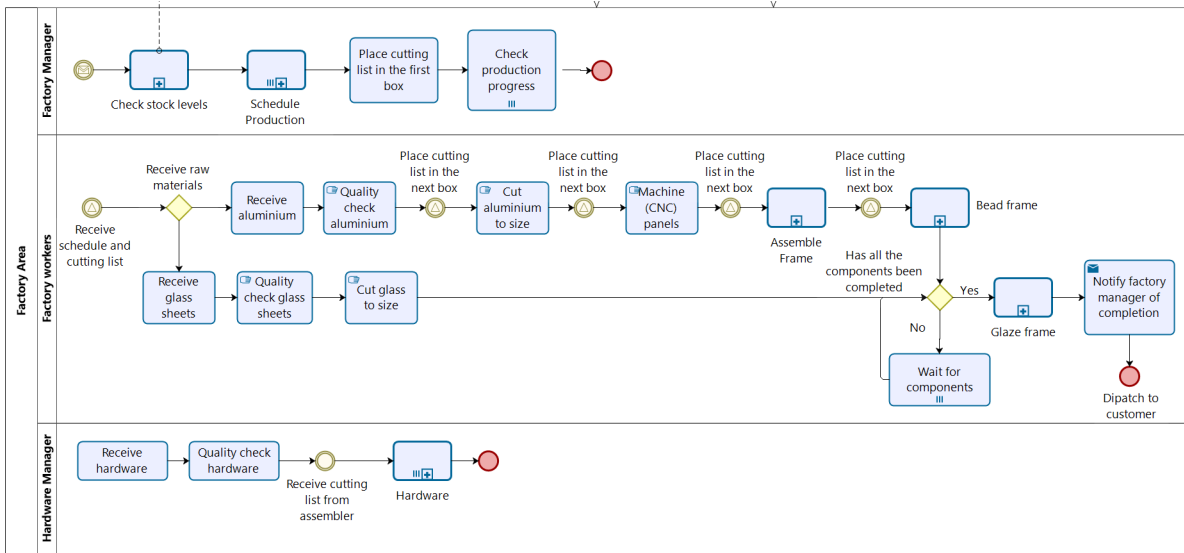 Factory Area
Factory Manager
Check stock levels
Schedule
Production
Place cutting
list in the first
box
Check
production
progress
Factory workers
Receive
schedule and
cutting list
Receive raw
materials
Receive
aluminium
Quality
check
aluminium
Place cutting
list in the
next box
Cut
aluminium
to size
Place cutting
list in the
next box
Machine
(CNC)
panels
Place cutting
list in the
next box
Assemble
Frame
Place cutting
list in the
next box
Bead frame
Receive
glass
sheets
Quality
check glass
sheets
Cut glass
to size
Has all the
components been
completed
Yes
No
Wait for
components
Glaze frame
Notify factory
manager of
completion
Dipatch to
customer
Hardware Manager
Receive
hardware
Quality check
hardware
Receive cutting
list from
assembler
Hardware